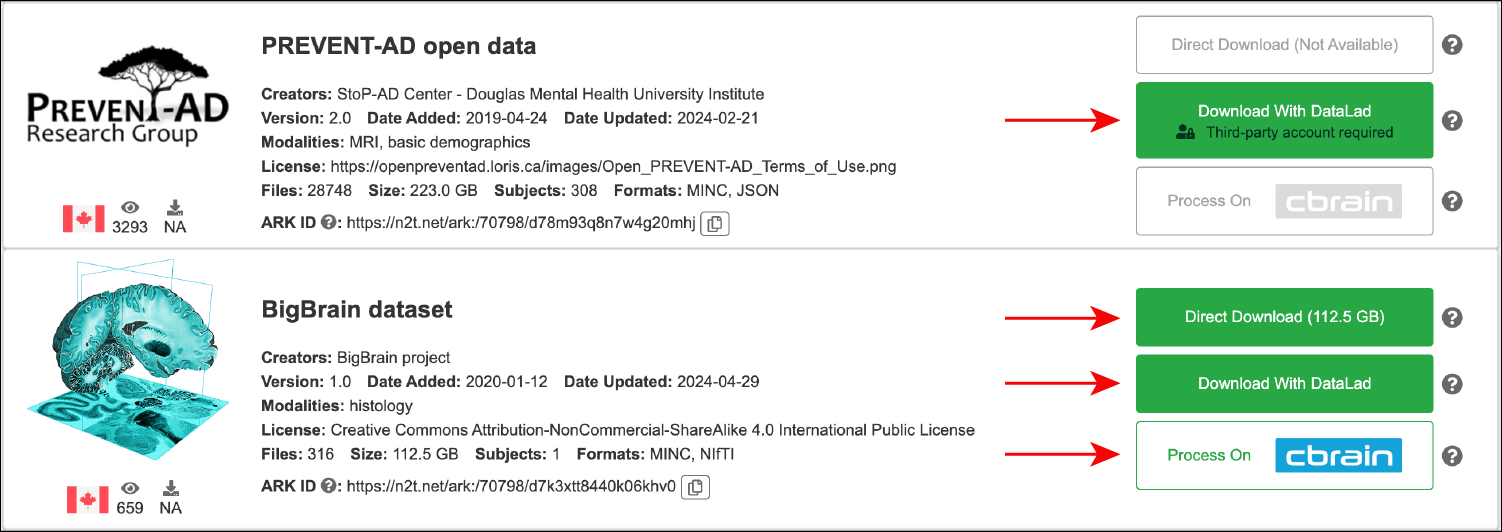 PREVENT-AD
Research Group
3293 NA
PREVENT-AD open data
Creators: StoP-AD Center - Douglas Mental Health University Institute
Version: 2.0 Date Added: 2019-04-24 Date Updated: 2024-02-21
Modalities: MRI, basic demographics
License: https://openpreventad.loris.ca/images/Open_PREVENT-AD_Terms_of_Use.png
Files: 28748 Size: 223.0 GB Subjects: 308 Formats: MINC, JSON
ARK ID ?: https://n2t.net/ark:/70798/d78m93q8n7w4g20mhj
Direct Download (Not Available) ?
Download With DataLad ?
Third-party account required
Process On cbrain ?
659 NA
BigBrain dataset
Creators: BigBrain project
Version: 1.0 Date Added: 2020-01-12 Date Updated: 2024-04-29
Modalities: histology
License: Creative Commons Attribution-NonCommercial-ShareAlike 4.0 International Public License
Files: 316 Size: 112.5 GB Subjects: 1 Formats: MINC, NIfTI
ARK ID ?: https://n2t.net/ark:/70798/d7k3xtt8440k06khv0
Direct Download (112.5 GB) ?
Download With DataLad ?
Process On cbrain ?